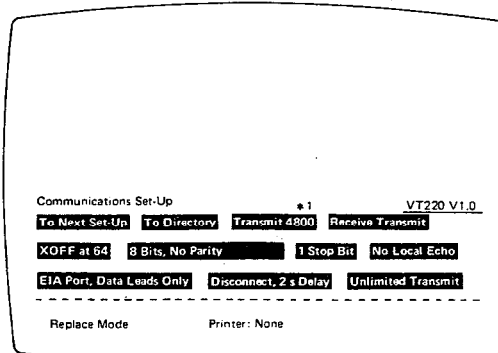 Communications Set-Up *1 VT220 V1.0
To Next Set-Up To Directory Transmit 4800 Receive Transmit
XOFF at 64 8 Bits, No Parity 1 Stop Bit No Local Echo
EIA Port, Data Leads Only Disconnect, 2 s Delay Unlimited Transmit
Replace Mode Printer: None